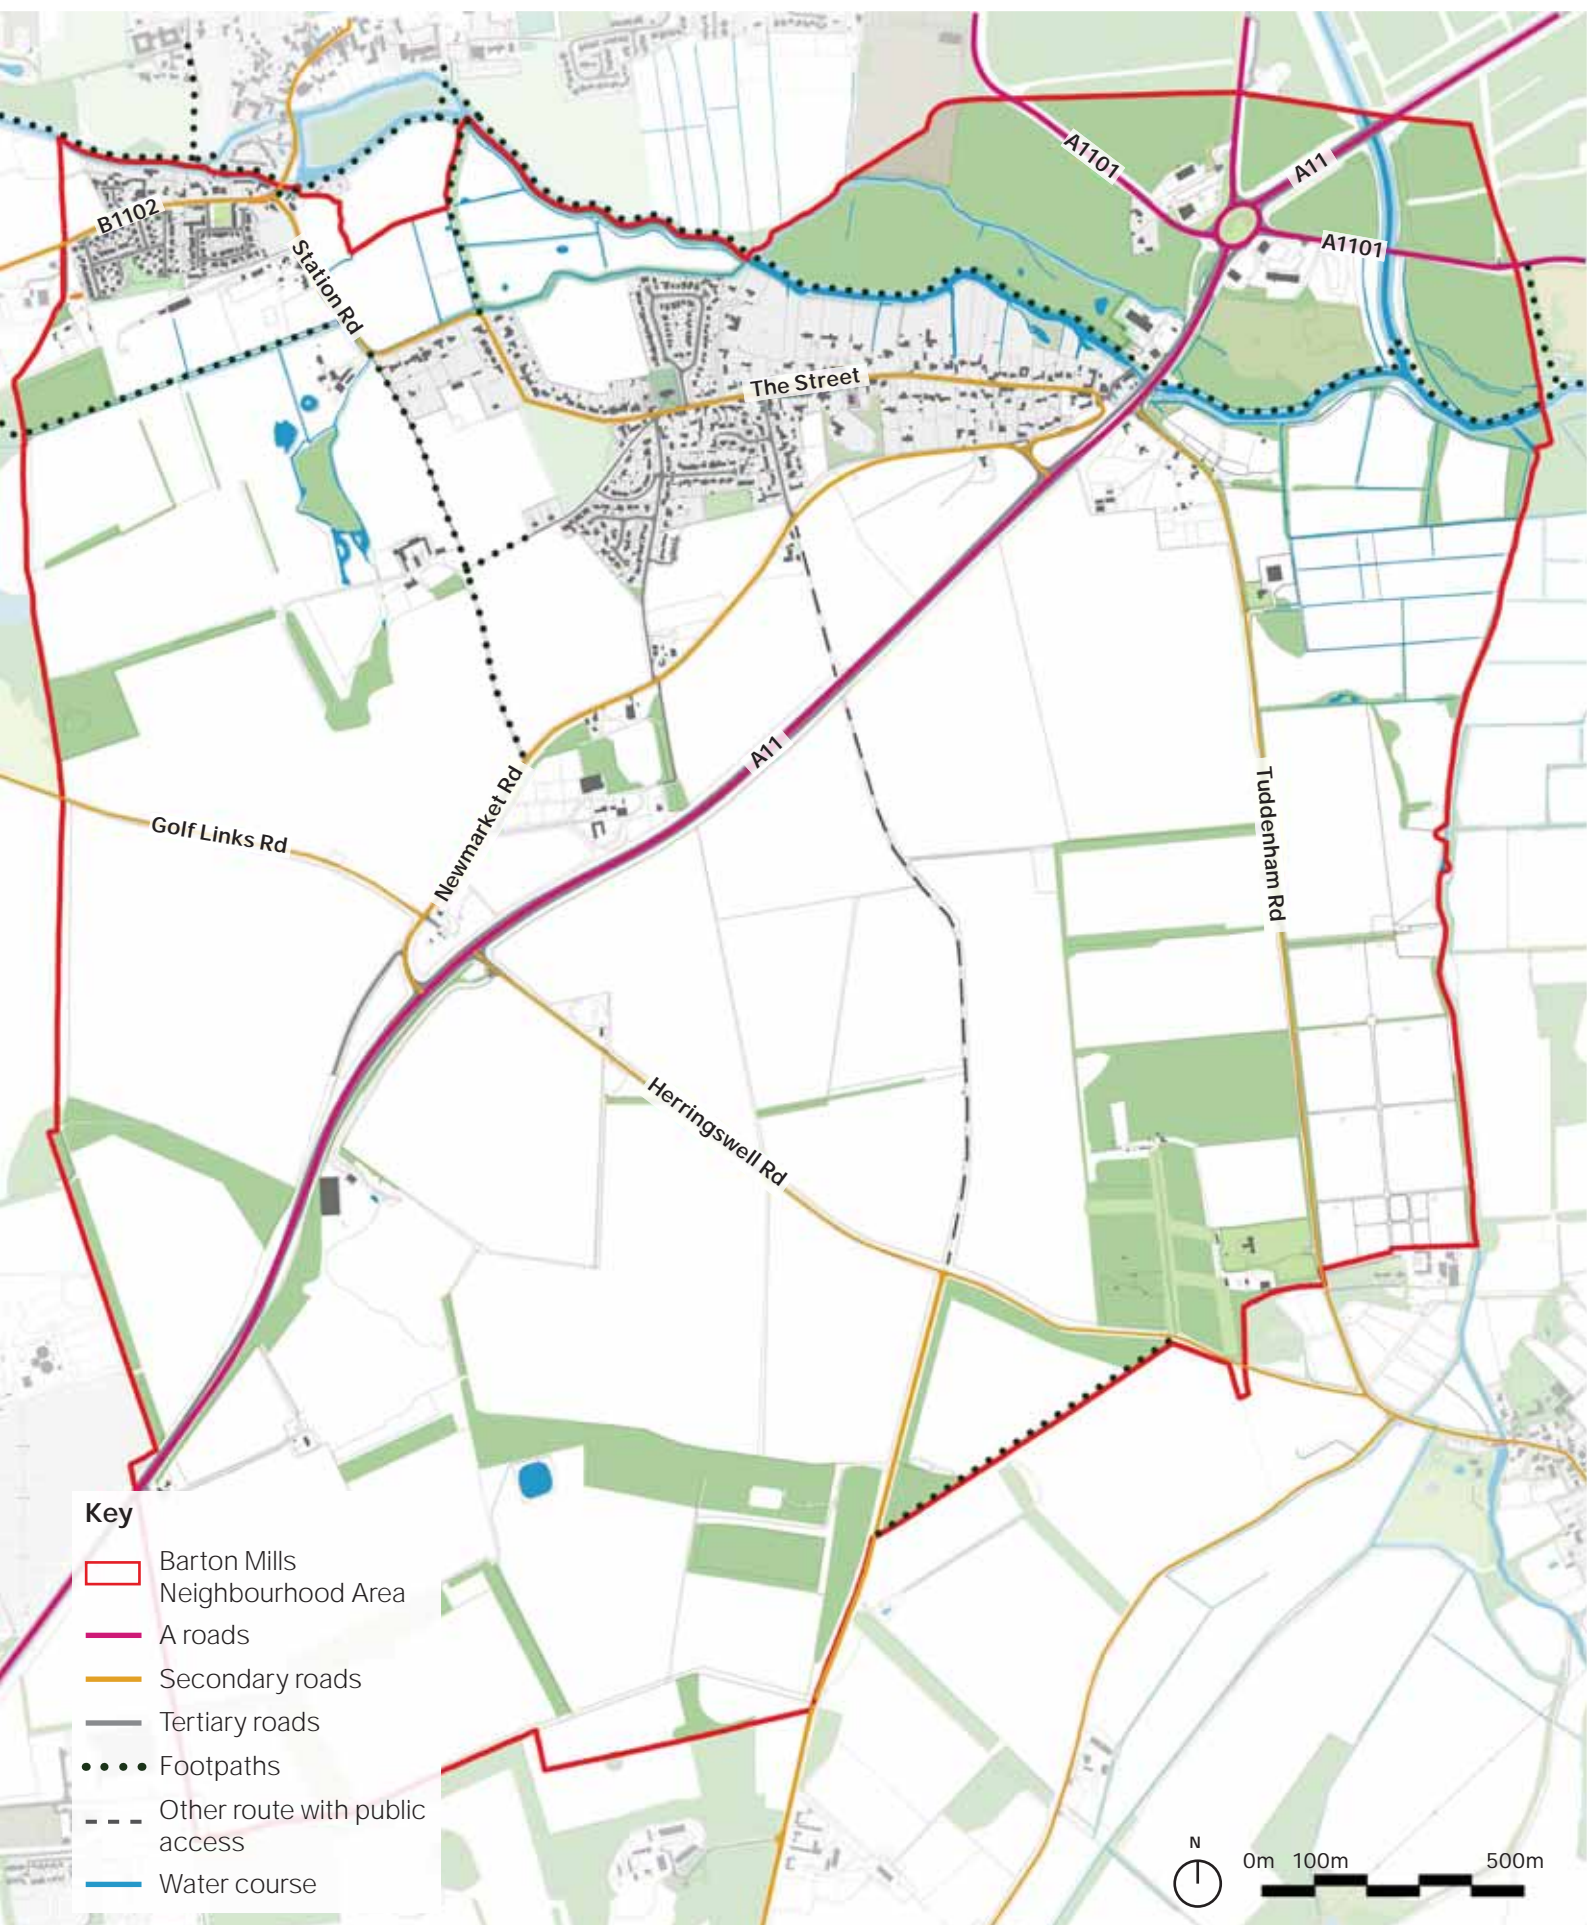 A1101
A11
A1101
B1102
Station Rd
The Street
A11
Tuddenham Rd
Golf Links Rd
Newmarket Rd
Herringswell Rd
Key
Barton Mills
Neighbourhood Area
A roads
Secondary roads
Tertiary roads
Footpaths
Other route with public
access
Water course
N
0m 100m 500m